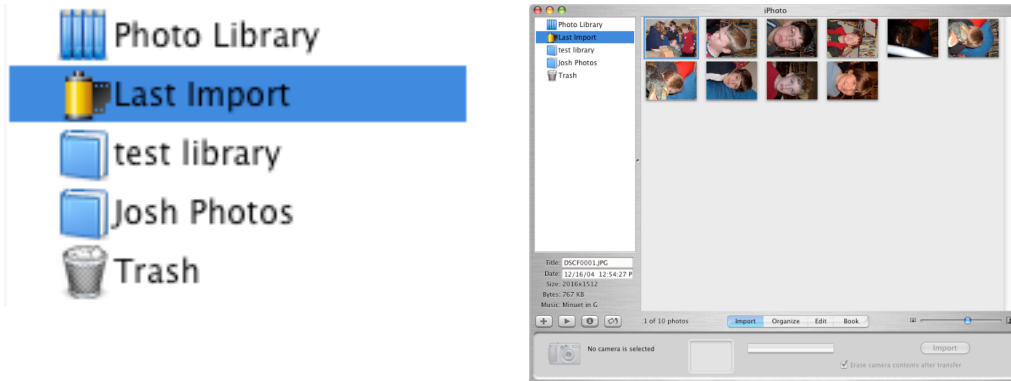 Photo Library
Last Import
test library
Josh Photos
Trash
iPhoto
Photo Library
Last Import
test library
Josh Photos
Trash
Title: DSCF0001.JPG
Date: 12/16/04 12:54:27 P
Size: 2016x1512
Bytes: 767 KB
Music: Minuet in G
1 of 10 photos
Import Organize Edit Book
No camera is selected
Import
Erase camera contents after transfer